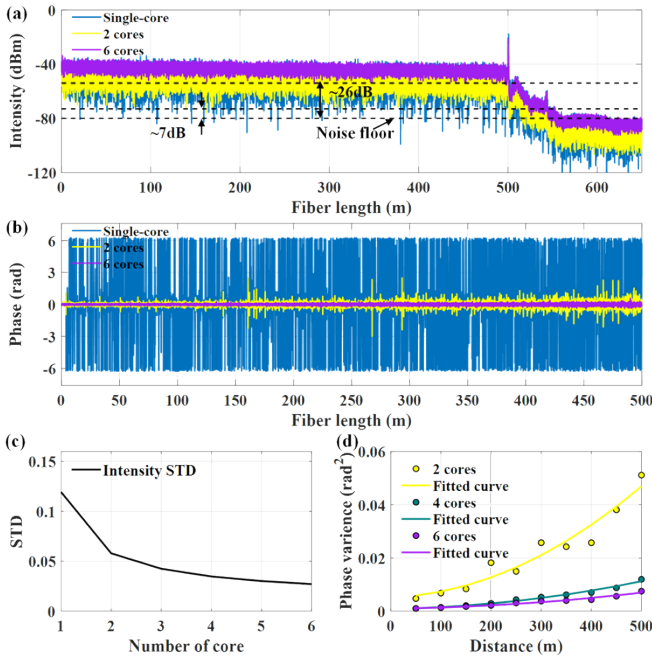 (a)
0
-40
-80
-120
Intensity (dBm)
Single-core
2 cores
6 cores
~26dB
~7dB
Noise floor
0 100 200 300 400 500 600
Fiber length (m)
(b)
6
3
0
-3
-6
Phase (rad)
Single-core
2 cores
6 cores
0 50 100 150 200 250 300 350 400 450 500
Fiber length (m)
(c)
0.15
0.10
0.05
0
STD
Intensity STD
1 2 3 4 5 6
Number of core
(d)
0.06
0.04
0.02
0
Phase varience (rad2)
2 cores
Fitted curve
4 cores
Fitted curve
6 cores
Fitted curve
0 100 200 300 400 500
Distance (m)